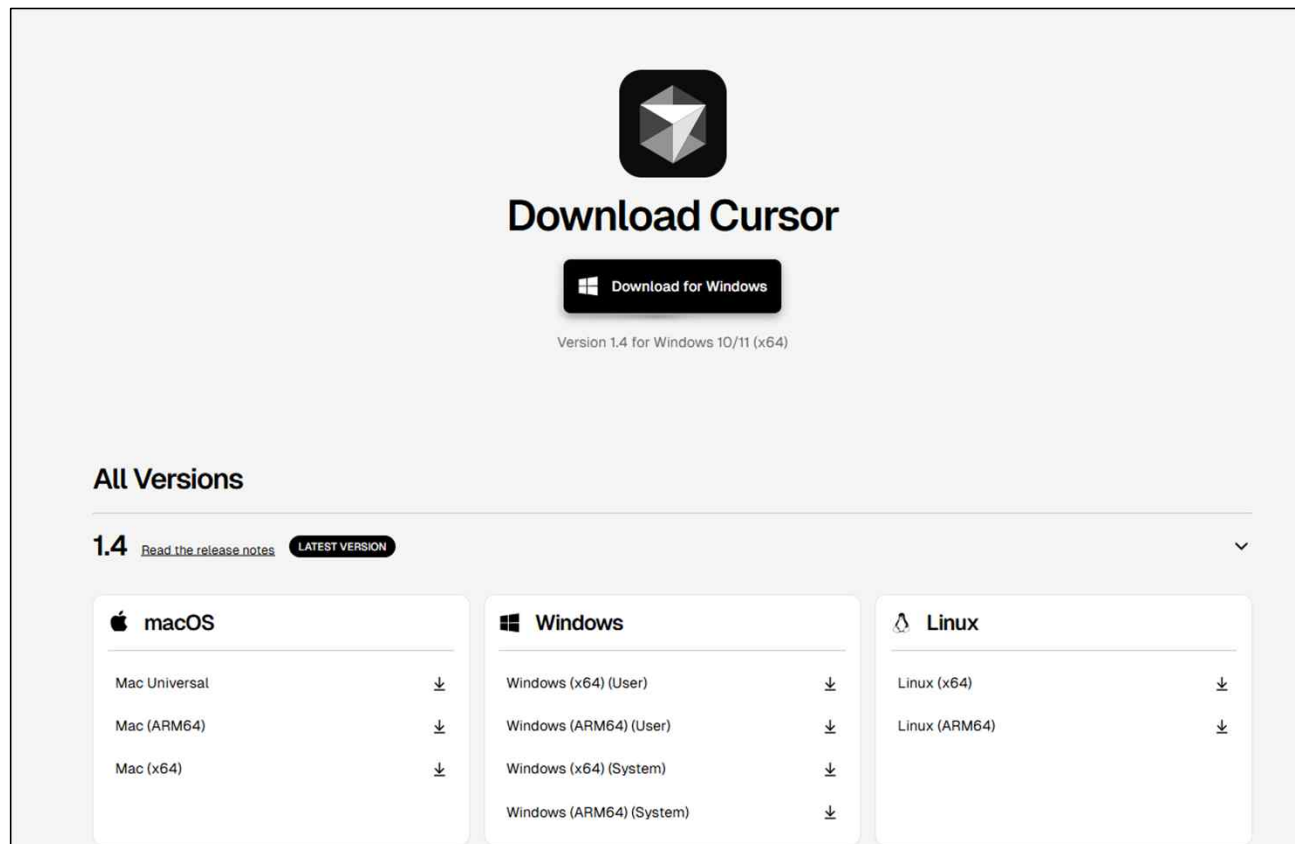 Download Cursor
Download for Windows
Version 1.4 for Windows 10/11 (x64)
All Versions
1.4 Read the release notes LATEST VERSION
macOS
Mac Universal
Mac (ARM64)
Mac (x64)
Windows
Windows (x64) (User)
Windows (ARM64) (User)
Windows (x64) (System)
Windows (ARM64) (System)
Linux
Linux (x64)
Linux (ARM64)